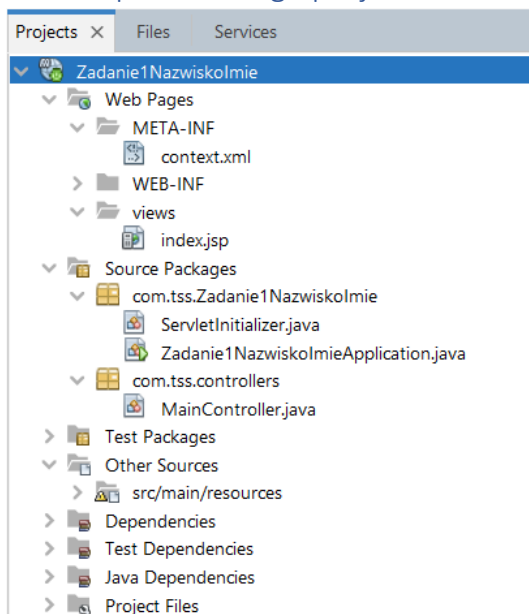 Projects × Files Services
Zadanie1NazwiskoImie
Web Pages
META-INF
context.xml
WEB-INF
views
index.jsp
Source Packages
com.tss.Zadanie1NazwiskoImie
ServletInitializer.java
Zadanie1NazwiskoImieApplication.java
com.tss.controllers
MainController.java
Test Packages
Other Sources
src/main/resources
Dependencies
Test Dependencies
Java Dependencies
Project Files